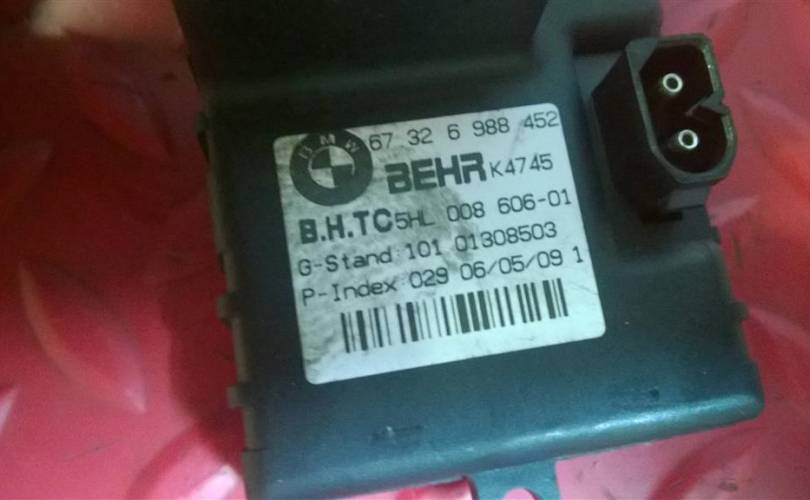 BMW 67 32 6 988 452
BEHR K4745
B.H.TC 5HL 008 606-01
G-Stand:101 01308503
P-Index:029 06/05/09 1